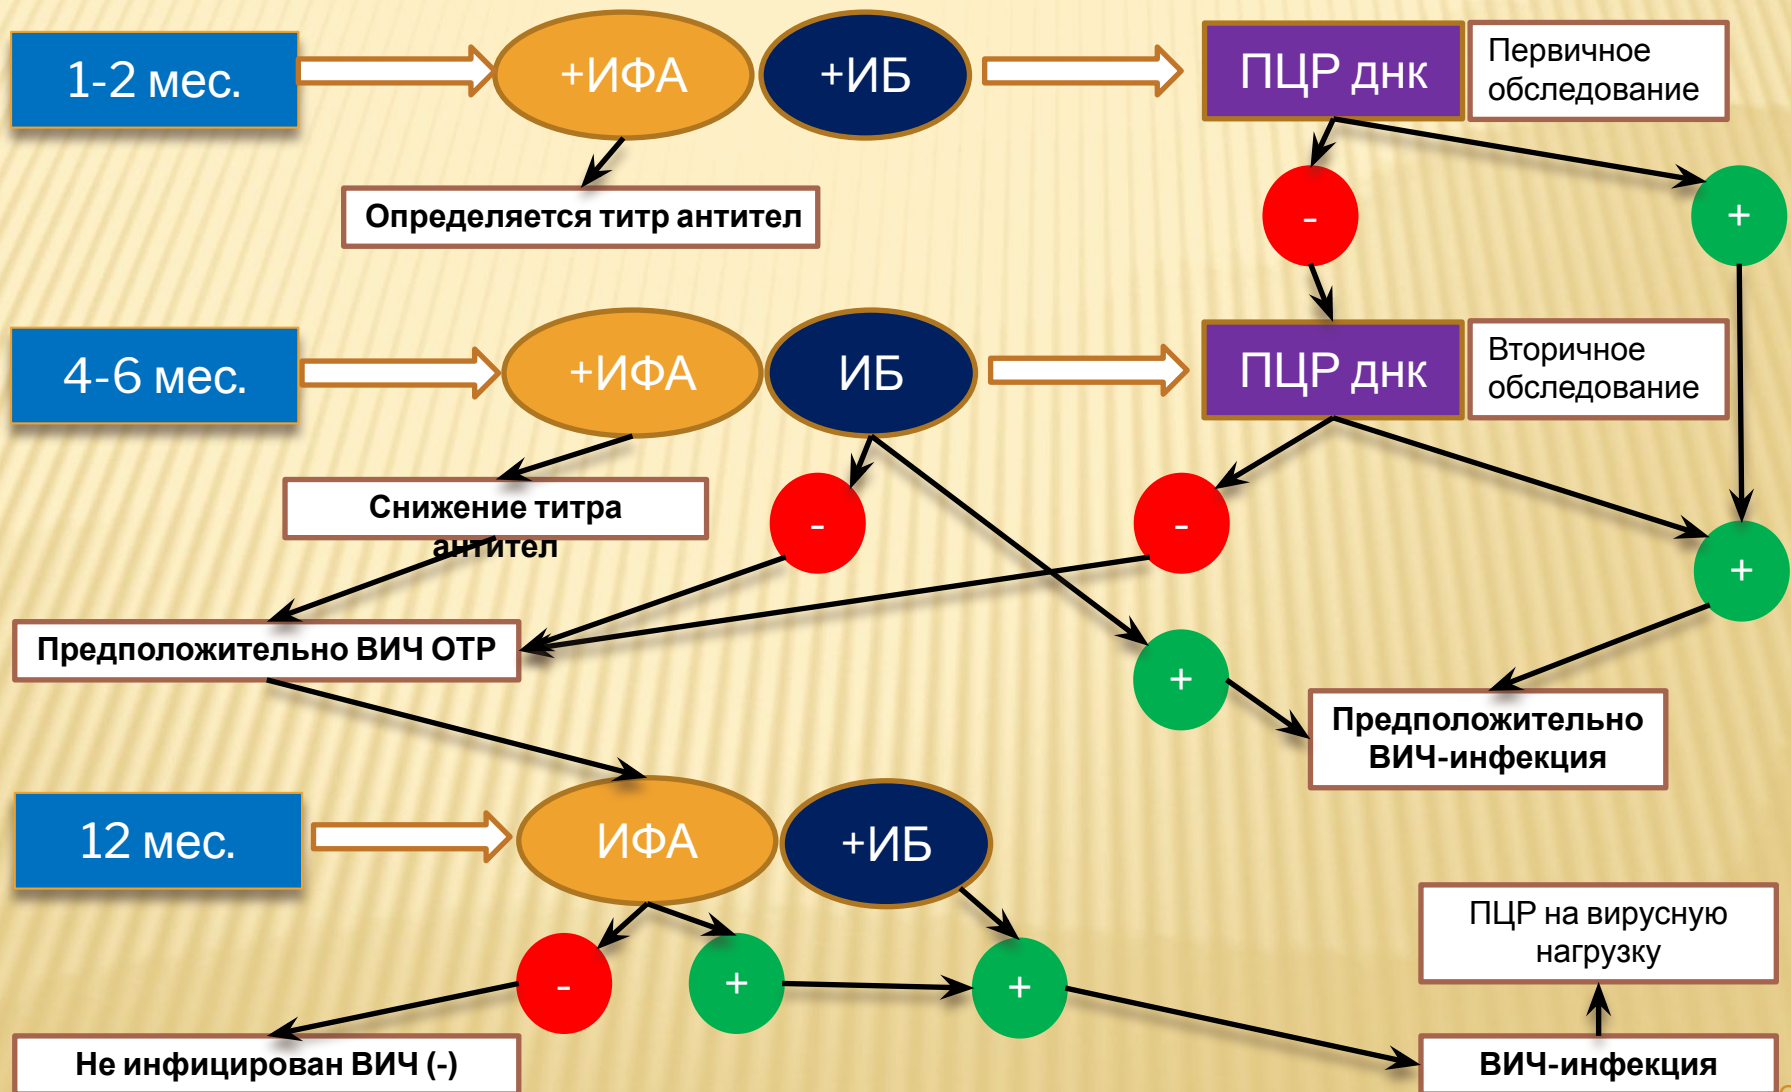 1-2 мес.
+ИФА
+ИБ
ПЦР днк
Первичное
обследование
Определяется титр антител
-
+
4-6 мес.
+ИФА
ИБ
ПЦР днк
Вторичное
обследование
Снижение титра
антител
-
-
+
Предположительно ВИЧ ОТР
+
Предположительно
ВИЧ-инфекция
12 мес.
ИФА
+ИБ
-
+
+
ПЦР на вирусную
нагрузку
Не инфицирован ВИЧ (-)
ВИЧ-инфекция